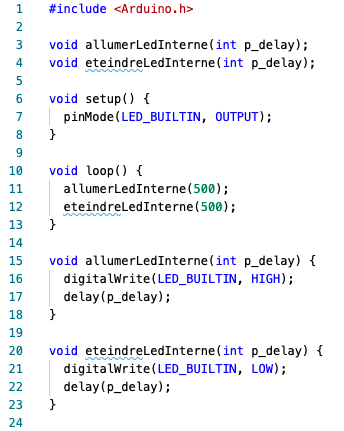 1 #include <Arduino.h>
2
3 void allumerLedInterne(int p_delay);
4 void eteindreLedInterne(int p_delay);
5
6 void setup() {
7   pinMode(LED_BUILTIN, OUTPUT);
8 }
9
10 void loop() {
11   allumerLedInterne(500);
12   eteindreLedInterne(500);
13 }
14
15 void allumerLedInterne(int p_delay) {
16   digitalWrite(LED_BUILTIN, HIGH);
17   delay(p_delay);
18 }
19
20 void eteindreLedInterne(int p_delay) {
21   digitalWrite(LED_BUILTIN, LOW);
22   delay(p_delay);
23 }
24